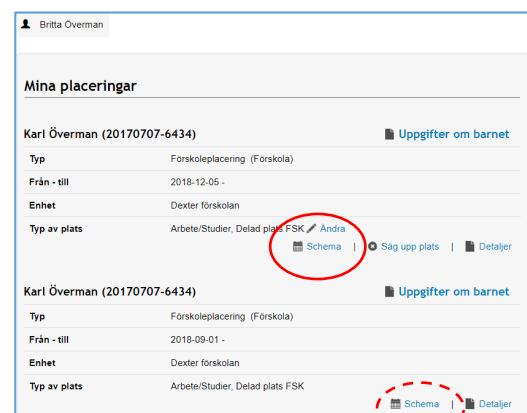 Britta Överman
Mina placeringar
Karl Överman (20170707-6434) Uppgifter om barnet
Typ Förskoleplacering (Förskola)
Från - till 2018-12-05 -
Enhet Dexter förskolan
Typ av plats Arbete/Studier, Delad plats FSK Ändra
Schema | Säg upp plats | Detaljer
Karl Överman (20170707-6434) Uppgifter om barnet
Typ Förskoleplacering (Förskola)
Från - till 2018-09-01 -
Enhet Dexter förskolan
Typ av plats Arbete/Studier, Delad plats FSK
Schema | Detaljer